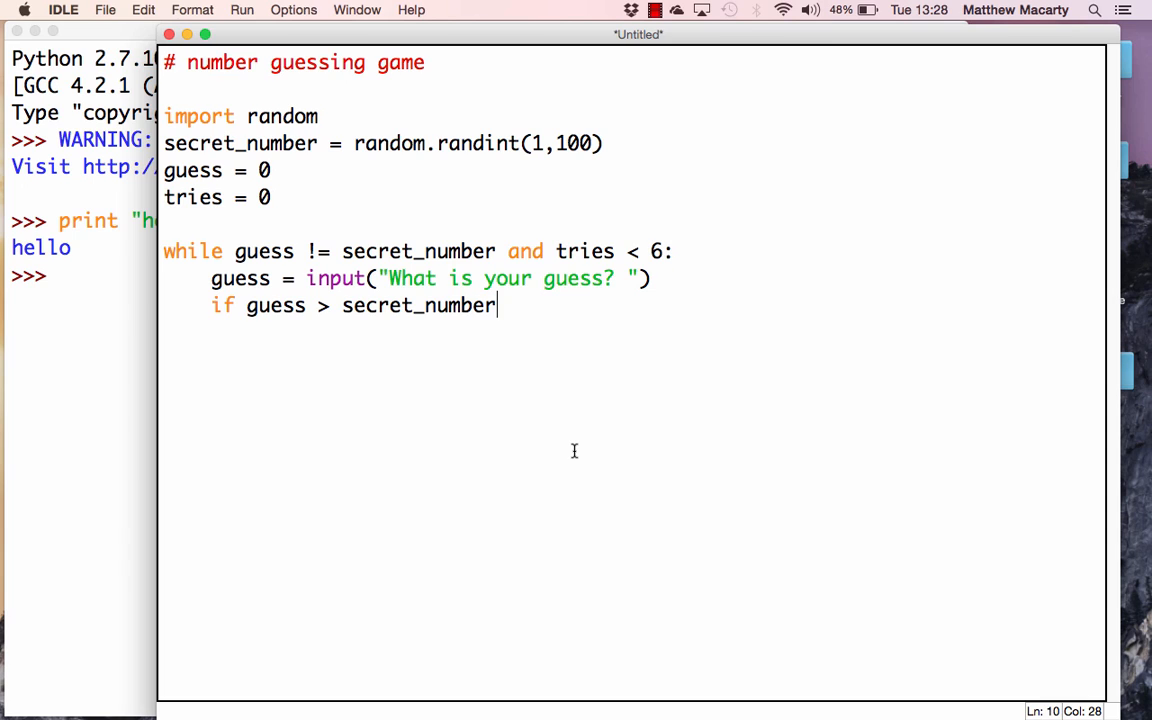 IDLE File Edit Format Run Options Window Help 48% Tue 13:28 Matthew Macarty
*Untitled*
Python 2.7.10
[GCC 4.2.1 (
Type "copyri
>>> WARNING:
Visit http:/
>>> print "h
hello
>>>
# number guessing game
import random
secret_number = random.randint(1,100)
guess = 0
tries = 0
while guess != secret_number and tries < 6:
guess = input("What is your guess? ")
if guess > secret_number
Ln: 10 Col: 28